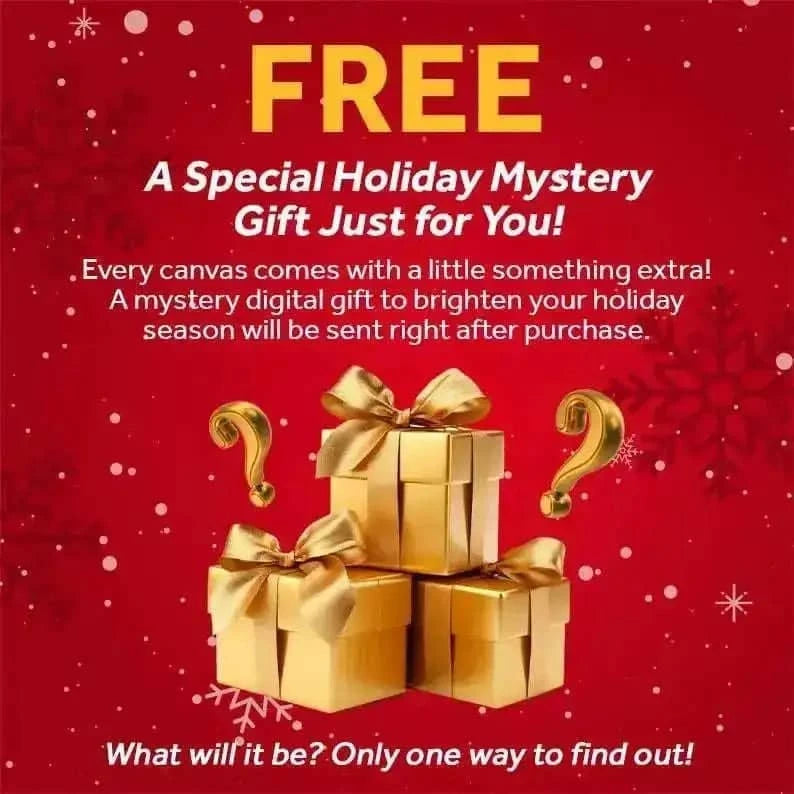 FREE
A Special Holiday Mystery
Gift Just for You!
Every canvas comes with a little something extra!
A mystery digital gift to brighten your holiday
season will be sent right after purchase.
What will it be? Only one way to find out!